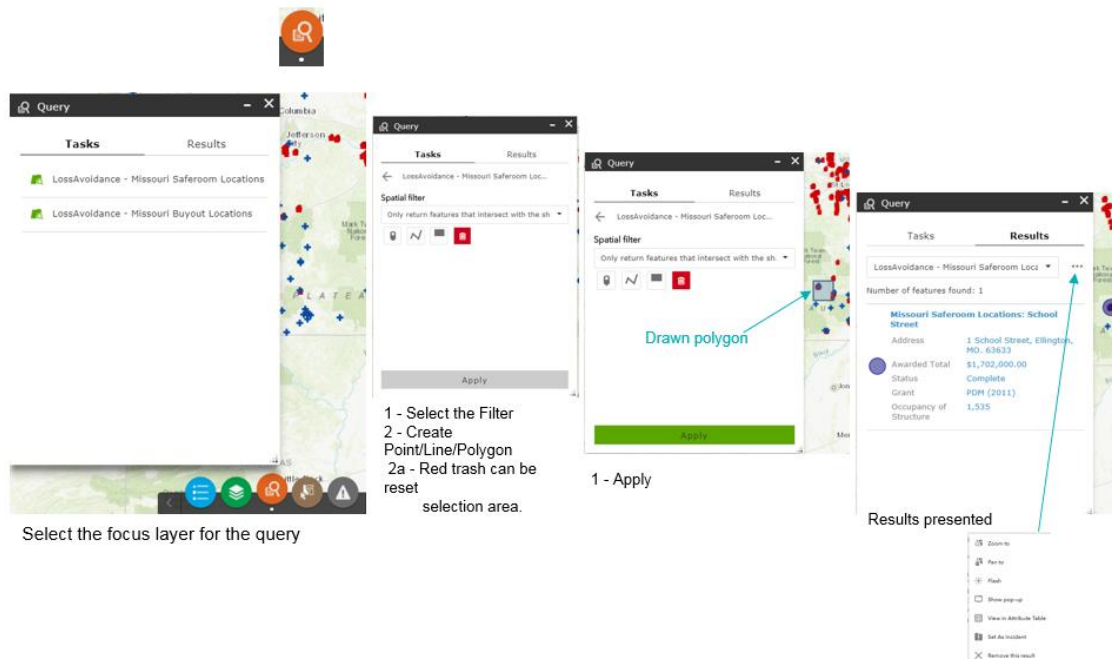 Query
Tasks Results
LossAvoidance - Missouri Saferoom Locations
LossAvoidance - Missouri Buyout Locations
Columbia
Jefferson
City
PLATEA
Select the focus layer for the query
Query
Tasks Results
LossAvoidance - Missouri Saferoom Loc...
Spatial filter
Only return features that intersect with the sh
Apply
1 - Select the Filter
2 - Create
Point/Line/Polygon
2a - Red trash can be
reset
selection area.
Query
Tasks Results
LossAvoidance - Missouri Saferoom Loc...
Spatial filter
Only return features that intersect with the sh.
Drawn polygon
Apply
1 - Apply
Query
Tasks Results
LossAvoidance - Missouri Saferoom Loca
Number of features found: 1
Missouri Saferoom Locations: School
Street
Address 1 School Street, Ellington,
MO. 63633
Awarded Total $1,702,000.00
Status Complete
Grant PDM (2011)
Occupancy of 1,535
Structure
Results presented
Zoom to
Pan to
Flash
Show pop-up
View in Attribute Table
Set As Incident
Remove this result